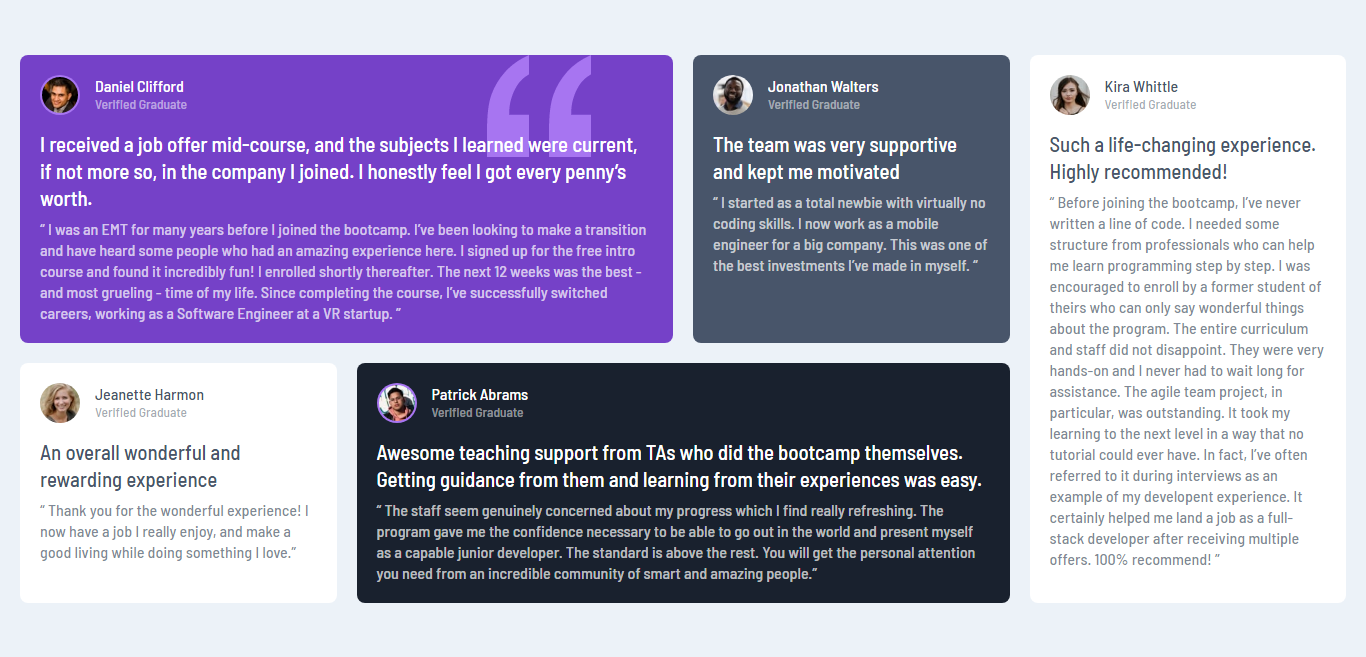 Daniel Clifford
Verified Graduate
I received a job offer mid-course, and the subjects I learned were current,
if not more so, in the company I joined. I honestly feel I got every penny’s
worth.
“ I was an EMT for many years before I joined the bootcamp. I’ve been looking to make a transition
and have heard some people who had an amazing experience here. I signed up for the free intro
course and found it incredibly fun! I enrolled shortly thereafter. The next 12 weeks was the best -
and most grueling - time of my life. Since completing the course, I’ve successfully switched
careers, working as a Software Engineer at a VR startup. ”
Jonathan Walters
Verified Graduate
The team was very supportive
and kept me motivated
“ I started as a total newbie with virtually no
coding skills. I now work as a mobile
engineer for a big company. This was one of
the best investments I’ve made in myself. ”
Kira Whittle
Verified Graduate
Such a life-changing experience.
Highly recommended!
“ Before joining the bootcamp, I’ve never
written a line of code. I needed some
structure from professionals who can help
me learn programming step by step. I was
encouraged to enroll by a former student of
theirs who can only say wonderful things
about the program. The entire curriculum
and staff did not disappoint. They were very
hands-on and I never had to wait long for
assistance. The agile team project, in
particular, was outstanding. It took my
learning to the next level in a way that no
tutorial could ever have. In fact, I’ve often
referred to it during interviews as an
example of my developent experience. It
certainly helped me land a job as a full-
stack developer after receiving multiple
offers. 100% recommend! ”
Jeanette Harmon
Verified Graduate
An overall wonderful and
rewarding experience
“ Thank you for the wonderful experience! I
now have a job I really enjoy, and make a
good living while doing something I love.”
Patrick Abrams
Verified Graduate
Awesome teaching support from TAs who did the bootcamp themselves.
Getting guidance from them and learning from their experiences was easy.
“ The staff seem genuinely concerned about my progress which I find really refreshing. The
program gave me the confidence necessary to be able to go out in the world and present myself
as a capable junior developer. The standard is above the rest. You will get the personal attention
you need from an incredible community of smart and amazing people.”